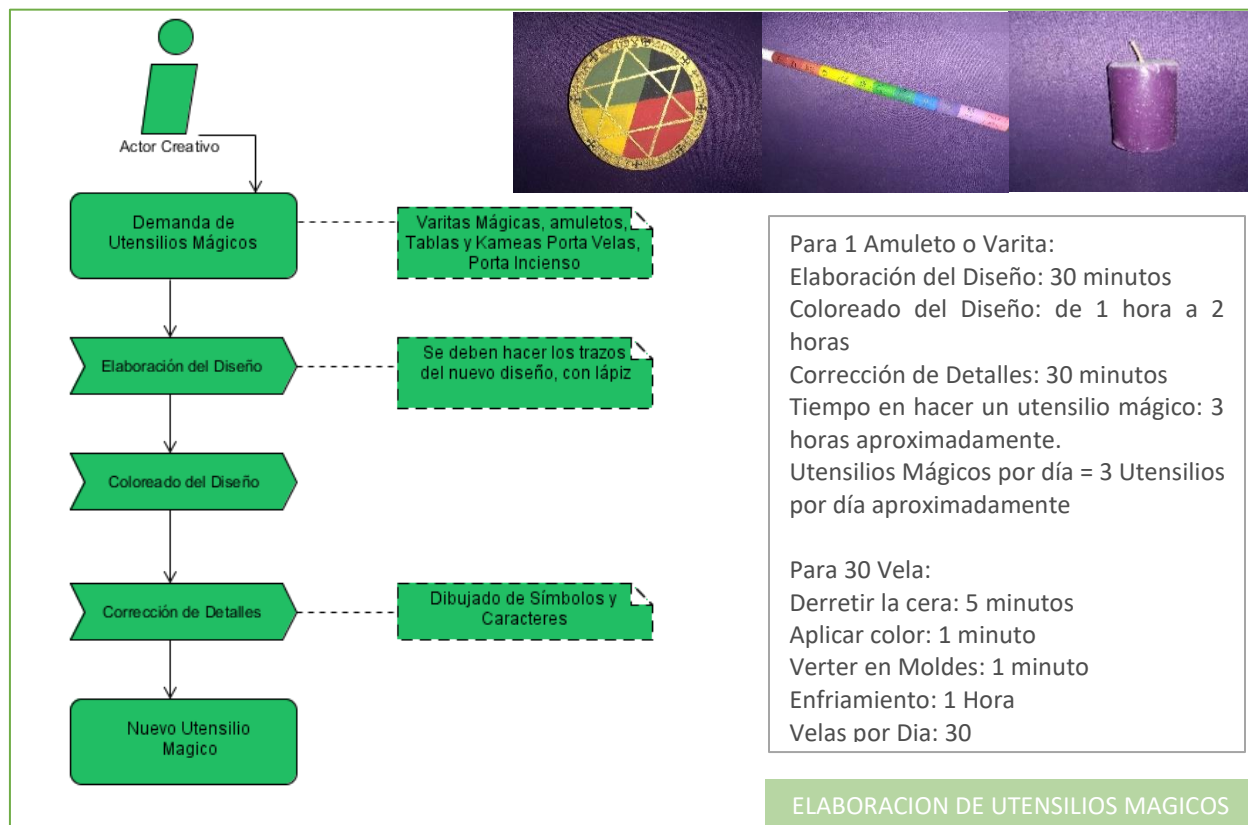 Actor Creativo
Demanda de
Utensilios Mágicos
Varitas Mágicas, amuletos,
Tablas y Kameas Porta Velas,
Porta Incienso
Elaboración del Diseño
Se deben hacer los trazos
del nuevo diseño, con lápiz
Coloreado del Diseño
Corrección de Detalles
Dibujado de Símbolos y
Caracteres
Nuevo Utensilio
Magico
Para 1 Amuleto o Varita:
Elaboración del Diseño: 30 minutos
Coloreado del Diseño: de 1 hora a 2
horas
Corrección de Detalles: 30 minutos
Tiempo en hacer un utensilio mágico: 3
horas aproximadamente.
Utensilios Mágicos por día = 3 Utensilios
por día aproximadamente
Para 30 Vela:
Derretir la cera: 5 minutos
Aplicar color: 1 minuto
Verter en Moldes: 1 minuto
Enfriamiento: 1 Hora
Velas por Dia: 30
ELABORACION DE UTENSILIOS MAGICOS